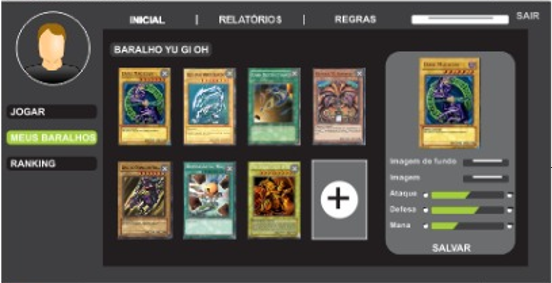 INICIAL | RELATÓRIO$ | REGRAS SAIR
BARALHO YU GI OH
JOGAR
MEUS BARALHOS
RANKING
Imagem de fundo
Imagem
Ataque
Defesa
Mana
SALVAR